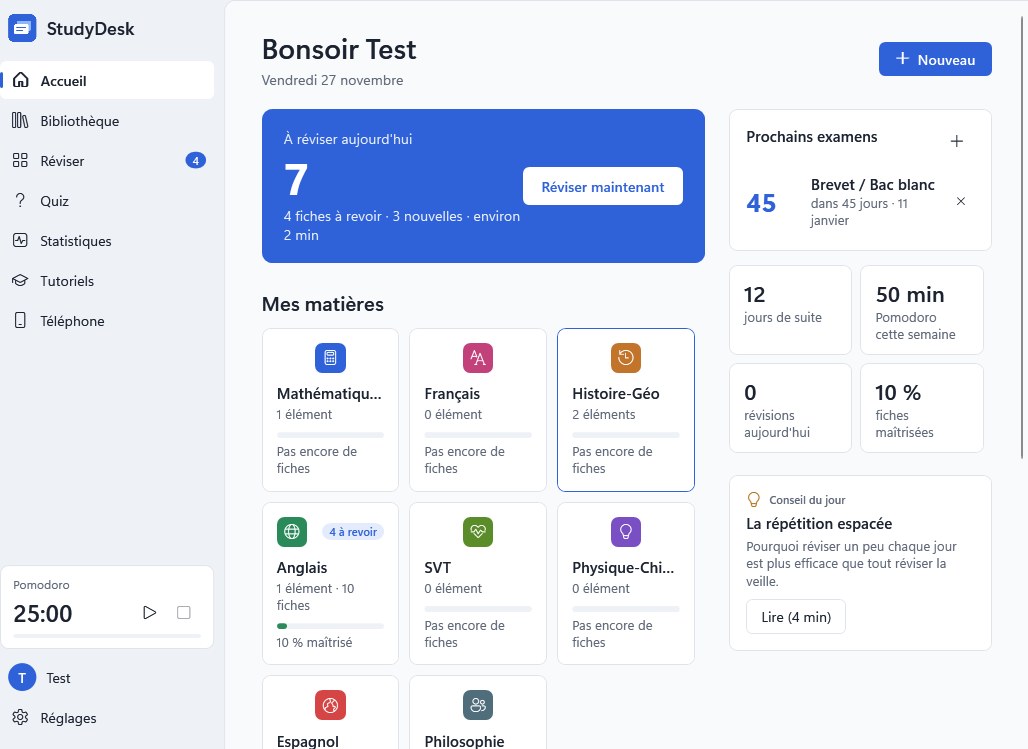 StudyDesk
Accueil
Bibliothèque
Réviser
4
Quiz
Statistiques
Tutoriels
Téléphone
Pomodoro
25:00
T
Test
Réglages
Bonsoir Test
Vendredi 27 novembre
Nouveau
À réviser aujourd'hui
7
4 fiches à revoir · 3 nouvelles · environ
2 min
Réviser maintenant
Mes matières
Mathématiqu...
1 élément
Pas encore de
fiches
Français
0 élément
Pas encore de
fiches
Histoire-Géo
2 éléments
Pas encore de
fiches
4 à revoir
Anglais
1 élément · 10
fiches
10 % maîtrisé
SVT
0 élément
Pas encore de
fiches
Physique-Chi...
0 élément
Pas encore de
fiches
Espagnol
Philosophie
Prochains examens
45
Brevet / Bac blanc
dans 45 jours · 11
janvier
12
jours de suite
50 min
Pomodoro
cette semaine
0
révisions
aujourd'hui
10 %
fiches
maîtrisées
Conseil du jour
La répétition espacée
Pourquoi réviser un peu chaque jour
est plus efficace que tout réviser la
veille.
Lire (4 min)